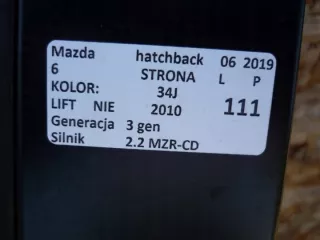 Mazda hatchback 06 2019
6 STRONA L P
KOLOR: 34J
LIFT NIE 2010 111
Generacja 3 gen
Silnik 2.2 MZR-CD